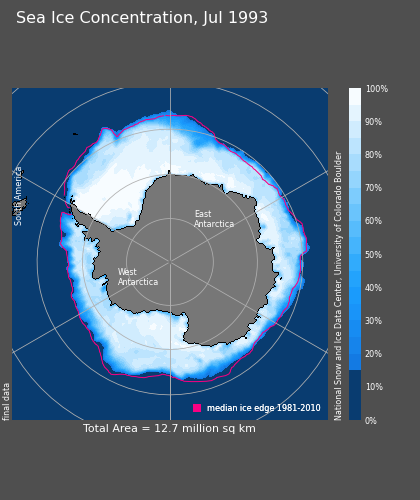 Sea Ice Concentration, Jul 1993
South America
East
Antarctica
West
Antarctica
median ice edge 1981-2010
final data
Total Area = 12.7 million sq km
National Snow and Ice Data Center, University of Colorado Boulder
100%
90%
80%
70%
60%
50%
40%
30%
20%
10%
0%